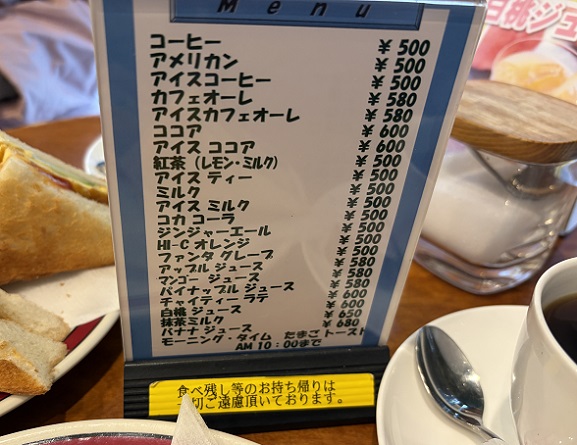 Menu
コーヒー ¥ 500
アメリカン ¥ 500
アイスコーヒー ¥ 500
カフェオーレ ¥ 580
アイスカフェオーレ ¥ 580
ココア ¥ 600
アイス ココア ¥ 600
紅茶 (レモン・ミルク) ¥ 500
アイス ティー ¥ 500
ミルク ¥ 500
アイス ミルク ¥ 500
コカ コーラ ¥ 500
ジンジャーエール ¥ 500
HI-C オレンジ ¥ 500
ファンタ グレープ ¥ 500
アップル ジュース ¥ 580
マンゴー ジュース ¥ 580
パイナップル ジュース ¥ 580
チャイティー ラテ ¥ 600
白桃 ジュース ¥ 600
抹茶ミルク ¥ 650
バナナ ジュース ¥ 680
モーニング・タイム たまごトースト
AM 10:00まで
食べ残し等のお持ち帰りは
切ご遠慮頂いております。
白桃ジュ